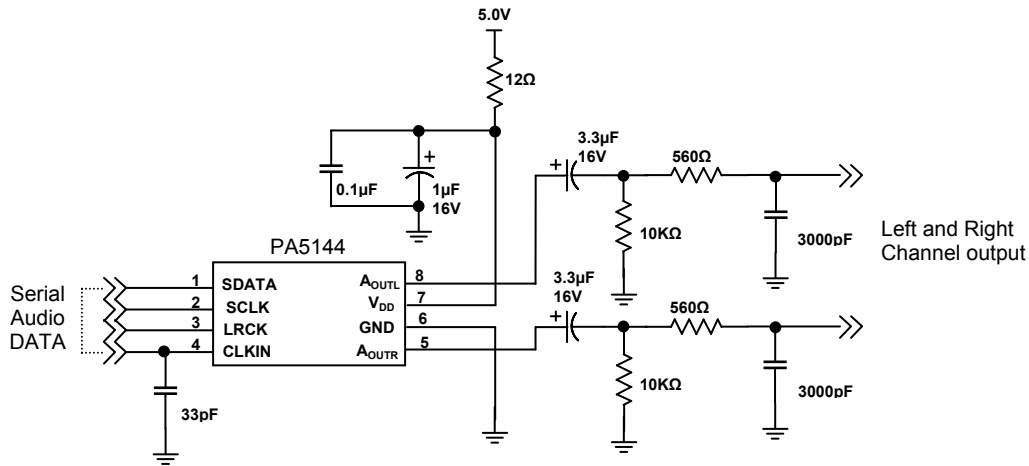 5.0V
12Ω
0.1µF
+
1µF
16V
3.3µF
16V
+
560Ω
10KΩ
3000pF
Left and Right
Channel output
PA5144
Serial
Audio
DATA
1 SDATA
2 SCLK
3 LRCK
4 CLKIN
AOUTL 8
VDD 7
GND 6
AOUTR 5
33pF
3.3µF
16V
+
560Ω
10KΩ
3000pF